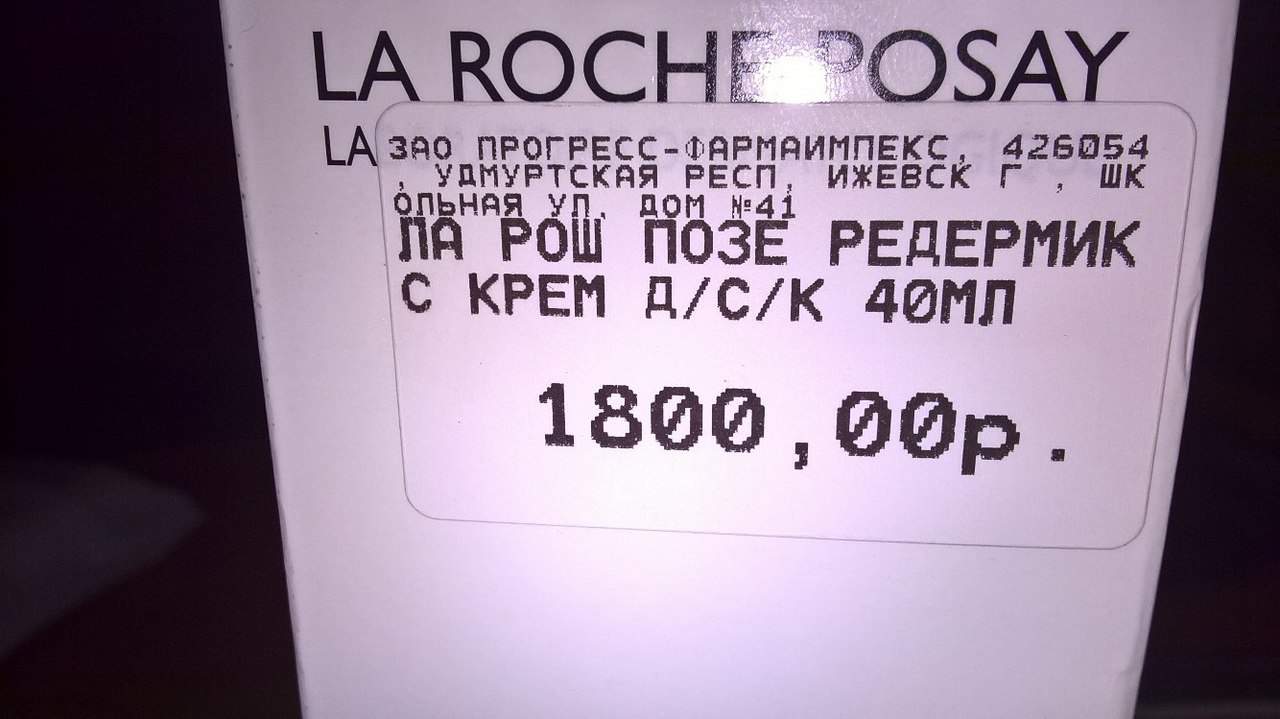 LA ROCHE-POSAY
LA
ЗАО ПРОГРЕСС-ФАРМАИМПЕКС, 426054
, УДМУРТСКАЯ РЕСП, ИЖЕВСК Г , ШК
ОЛЬНАЯ УЛ, ДОМ №41
ЛА РОШ ПОЗЕ РЕДЕРМИК
С КРЕМ Д/С/К 40МЛ
1800,00р.